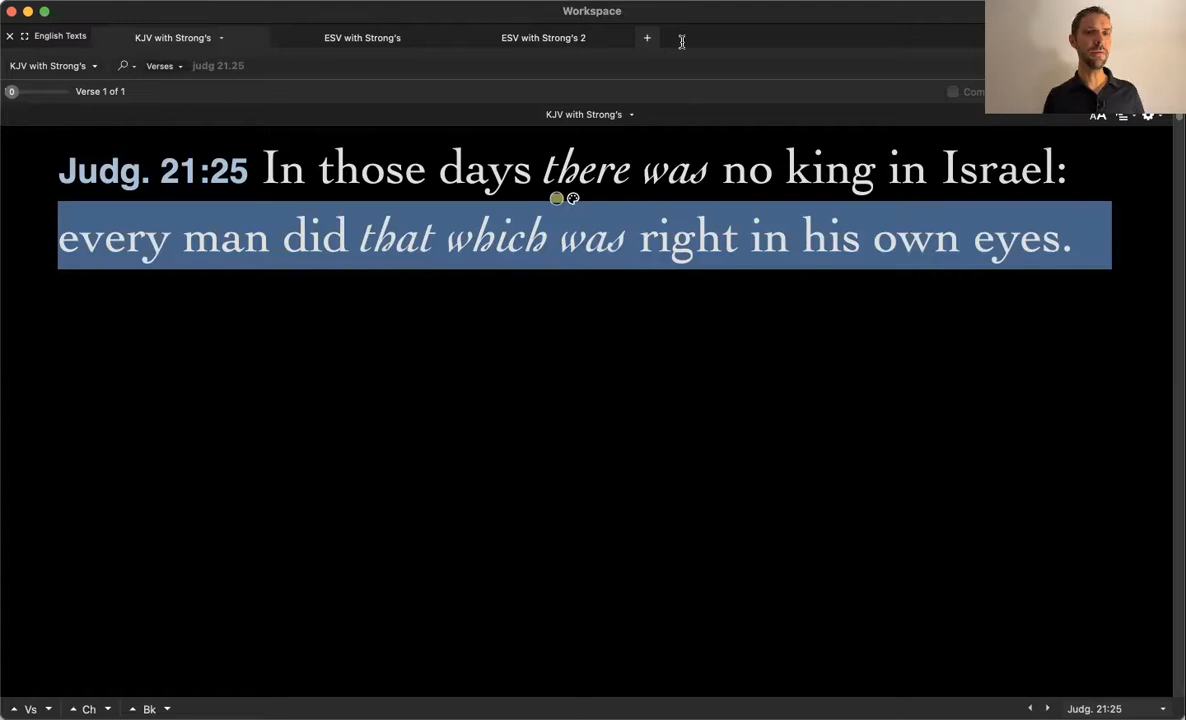 Workspace
English Texts
KJV with Strong's
ESV with Strong's
ESV with Strong's 2
+
KJV with Strong's
Verses
judg 21.25
0
Verse 1 of 1
Com
KJV with Strong's
AA
Judg. 21:25 In those days there was no king in Israel:
every man did that which was right in his own eyes.
Vs
Ch
Bk
Judg. 21:25